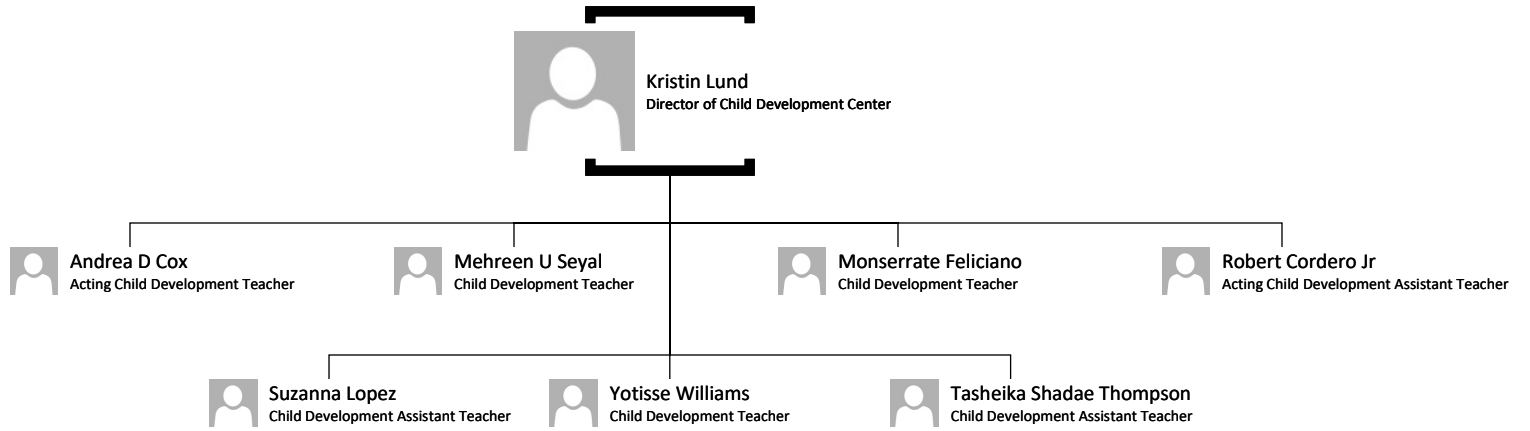 Kristin Lund
Director of Child Development Center
Andrea D Cox
Acting Child Development Teacher
Mehreen U Seyal
Child Development Teacher
Monserrate Feliciano
Child Development Teacher
Robert Cordero Jr
Acting Child Development Assistant Teacher
Suzanna Lopez
Child Development Assistant Teacher
Yotisse Williams
Child Development Teacher
Tasheika Shadae Thompson
Child Development Assistant Teacher